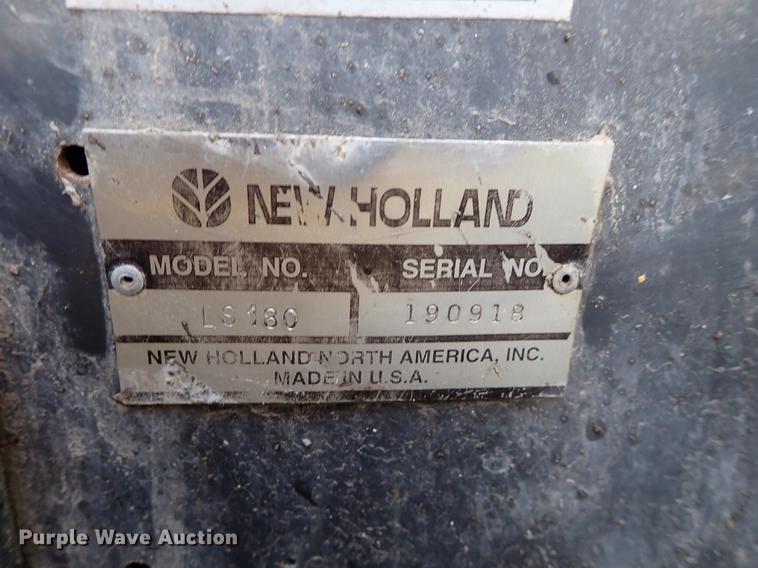 NEW HOLLAND
MODEL NO. SERIAL NO.
LS180 190918
NEW HOLLAND NORTH AMERICA, INC.
MADE IN U.S.A.
Purple Wave Auction